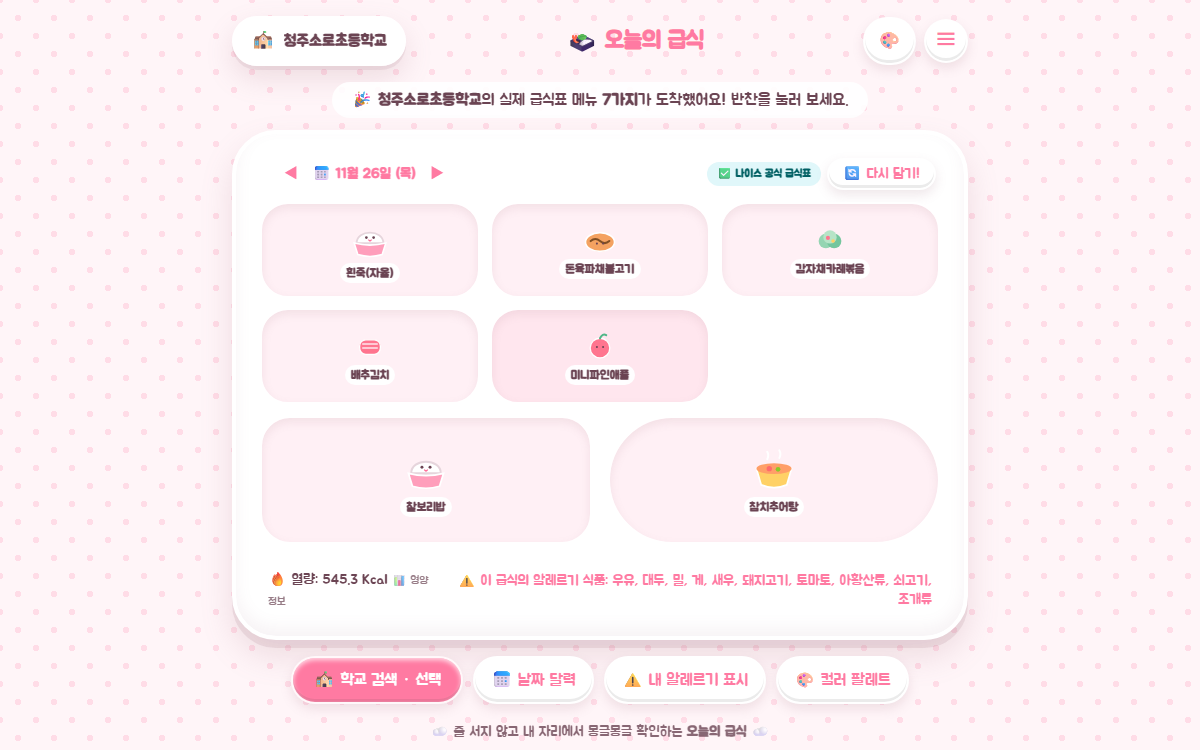 청주소로초등학교
오늘의 급식
청주소로초등학교의 실제 급식표 메뉴 7가지가 도착했어요! 반찬을 눌러 보세요.
◀ 11월 26일 (목) ▶
나이스 공식 급식표
다시 담기!
흰죽(자율)
돈육파채불고기
감자채카레볶음
배추김치
미니파인애플
찰보리밥
참치추어탕
열량: 545.3 Kcal 영양
정보
이 급식의 알레르기 식품: 우유, 대두, 밀, 게, 새우, 돼지고기, 토마토, 아황산류, 쇠고기,
조개류
학교 검색 · 선택
날짜 달력
내 알레르기 표시
컬러 팔레트
줄 서지 않고 내 자리에서 몽글몽글 확인하는 오늘의 급식